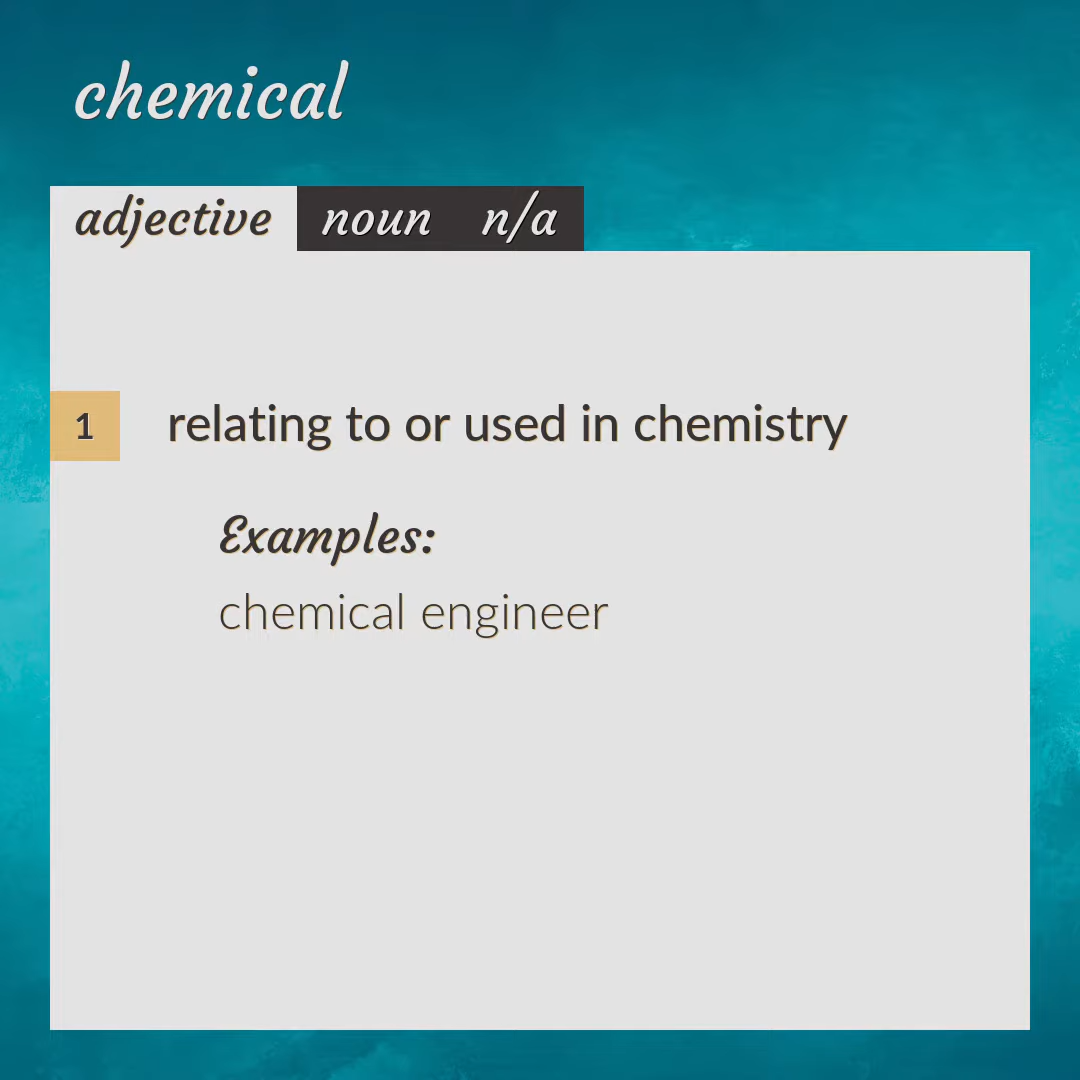 chemical
adjective noun n/a
1 relating to or used in chemistry
Examples:
chemical engineer